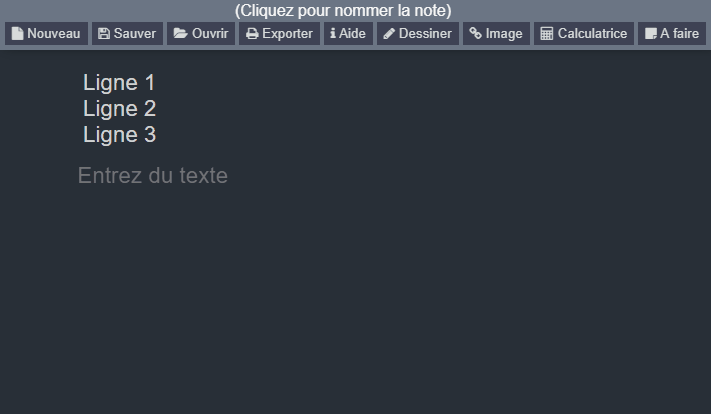 (Cliquez pour nommer la note)
Nouveau Sauver Ouvrir Exporter Aide Dessiner Image Calculatrice A faire
Ligne 1
Ligne 2
Ligne 3
Entrez du texte